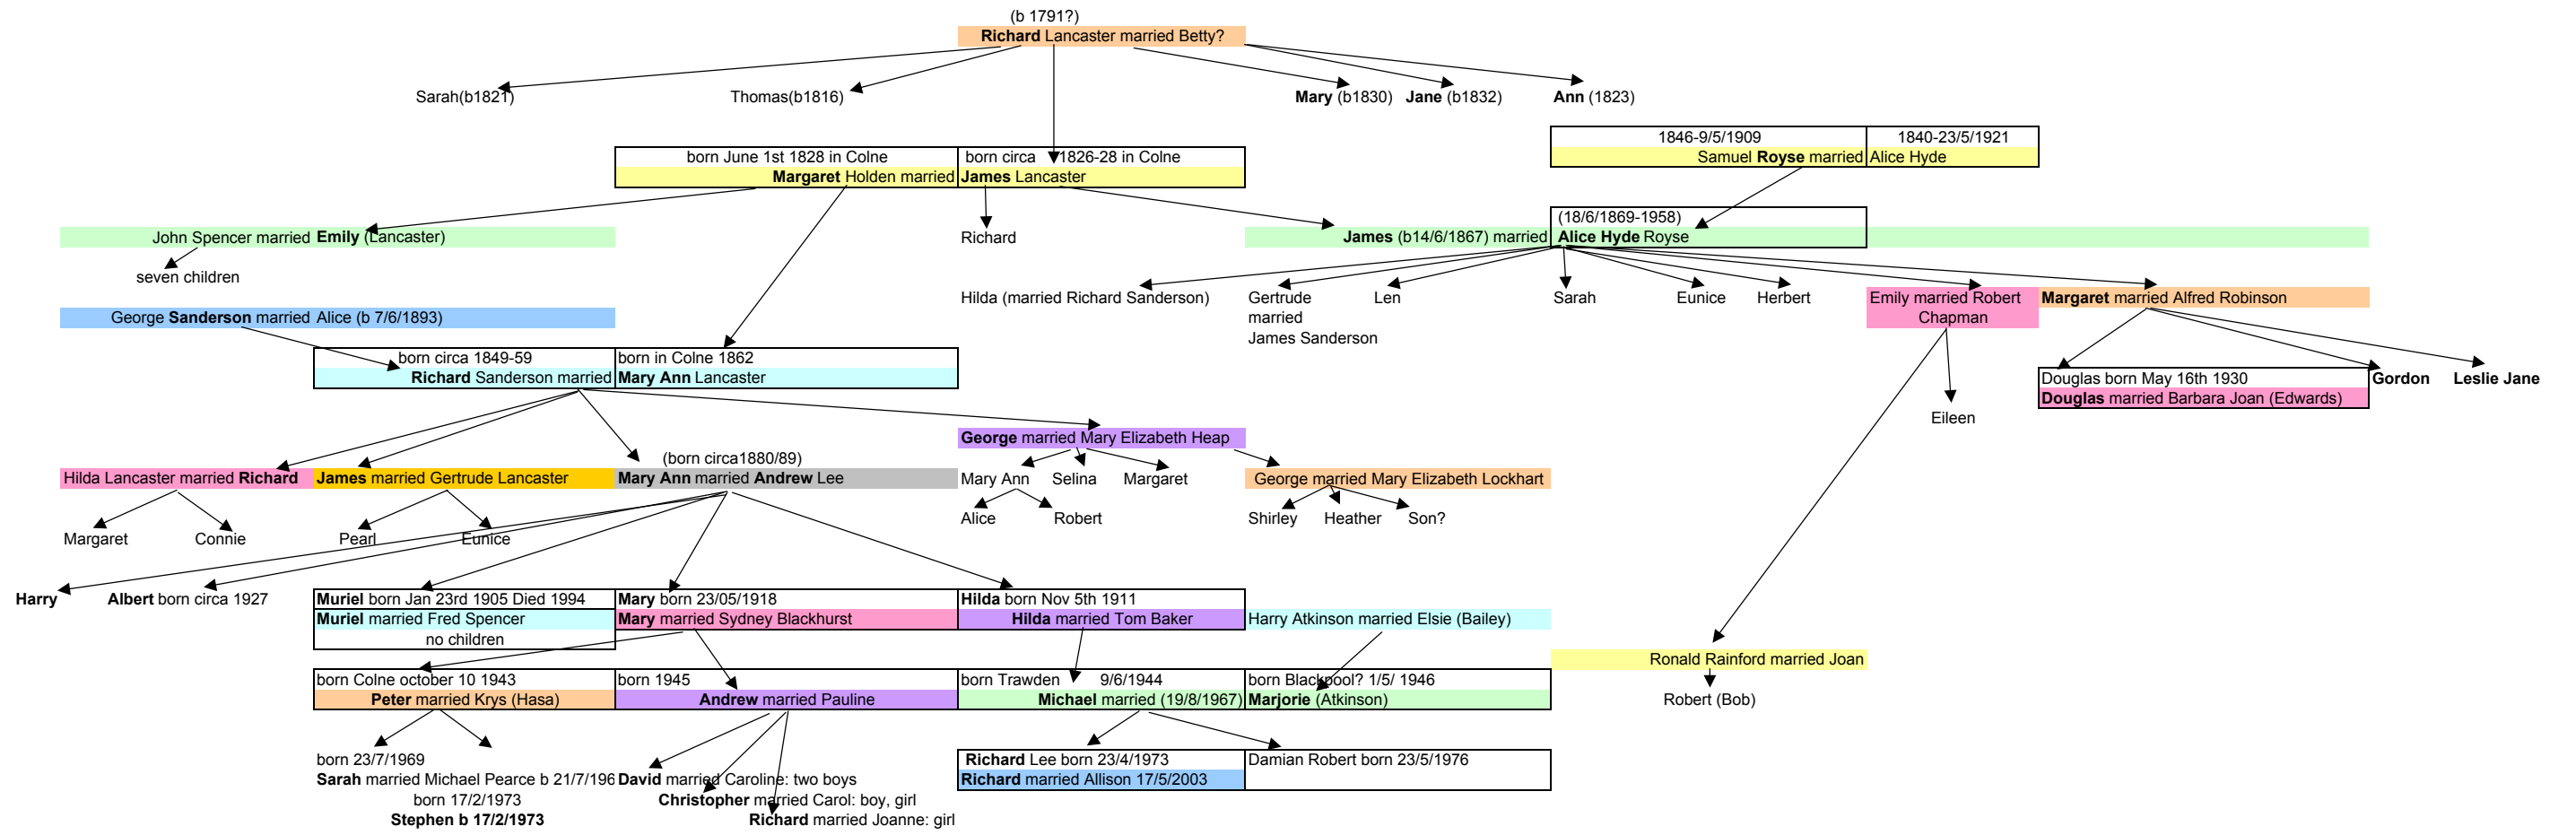 (b 1791?)
Richard Lancaster married Betty?
Sarah(b1821)
Thomas(b1816)
Mary (b1830)
Jane (b1832)
Ann (1823)
1846-9/5/1909
1840-23/5/1921
Samuel Royse married
Alice Hyde
born June 1st 1828 in Colne
born circa 1826-28 in Colne
Margaret Holden married
James Lancaster
(18/6/1869-1958)
John Spencer married Emily (Lancaster)
Richard
James (b14/6/1867) married
Alice Hyde Royse
seven children
Hilda (married Richard Sanderson)
Gertrude
married
James Sanderson
Len
Sarah
Eunice
Herbert
Emily married Robert
Chapman
Margaret married Alfred Robinson
George Sanderson married Alice (b 7/6/1893)
born circa 1849-59
born in Colne 1862
Richard Sanderson married
Mary Ann Lancaster
Douglas born May 16th 1930
Douglas married Barbara Joan (Edwards)
Gordon
Leslie Jane
Eileen
George married Mary Elizabeth Heap
(born circa1880/89)
Hilda Lancaster married Richard
James married Gertrude Lancaster
Mary Ann married Andrew Lee
Mary Ann
Selina
Margaret
George married Mary Elizabeth Lockhart
Alice
Robert
Shirley
Heather
Son?
Margaret
Connie
Pearl
Eunice
Harry
Albert born circa 1927
Muriel born Jan 23rd 1905 Died 1994
Mary born 23/05/1918
Hilda born Nov 5th 1911
Muriel married Fred Spencer
Mary married Sydney Blackhurst
Hilda married Tom Baker
Harry Atkinson married Elsie (Bailey)
no children
Ronald Rainford married Joan
born Colne october 10 1943
born 1945
born Trawden 9/6/1944
born Blackpool? 1/5/ 1946
Peter married Krys (Hasa)
Andrew married Pauline
Michael married (19/8/1967)
Marjorie (Atkinson)
Robert (Bob)
born 23/7/1969
Richard Lee born 23/4/1973
Damian Robert born 23/5/1976
Sarah married Michael Pearce b 21/7/196
David married Caroline: two boys
Richard married Allison 17/5/2003
born 17/2/1973
Christopher married Carol: boy, girl
Stephen b 17/2/1973
Richard married Joanne: girl